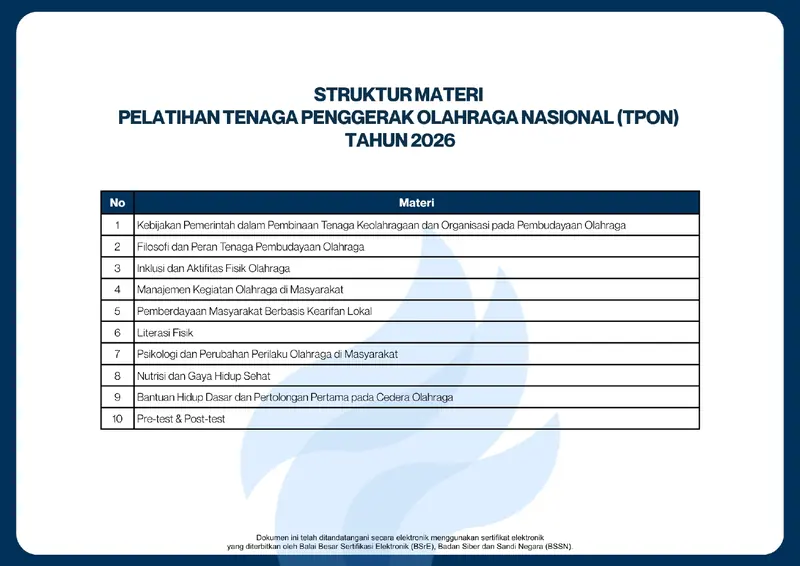 STRUKTUR MATERI
PELATIHAN TENAGA PENGGERAK OLAHRAGA NASIONAL (TPON)
TAHUN 2026
No Materi
1 Kebijakan Pemerintah dalam Pembinaan Tenaga Keolahragaan dan Organisasi pada Pembudayaan Olahraga
2 Filosofi dan Peran Tenaga Pembudayaan Olahraga
3 Inklusi dan Aktifitas Fisik Olahraga
4 Manajemen Kegiatan Olahraga di Masyarakat
5 Pemberdayaan Masyarakat Berbasis Kearifan Lokal
6 Literasi Fisik
7 Psikologi dan Perubahan Perilaku Olahraga di Masyarakat
8 Nutrisi dan Gaya Hidup Sehat
9 Bantuan Hidup Dasar dan Pertolongan Pertama pada Cedera Olahraga
10 Pre-test & Post-test
Dokumen ini telah ditandatangani secara elektronik menggunakan sertifikat elektronik
yang diterbitkan oleh Balai Besar Sertifikasi Elektronik (BSrE), Badan Siber dan Sandi Negara (BSSN).